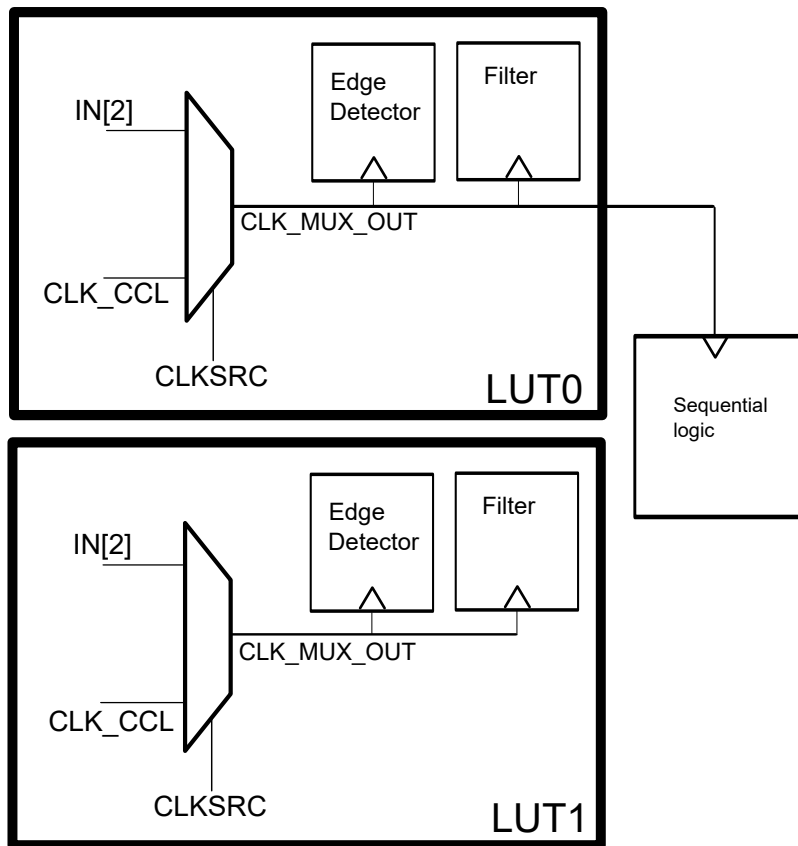 Edge
Detector
Filter
IN[2]
CLK_MUX_OUT
CLK_CCL
CLKSRC
LUT0
Sequential
logic
Edge
Detector
Filter
IN[2]
CLK_MUX_OUT
CLK_CCL
CLKSRC
LUT1